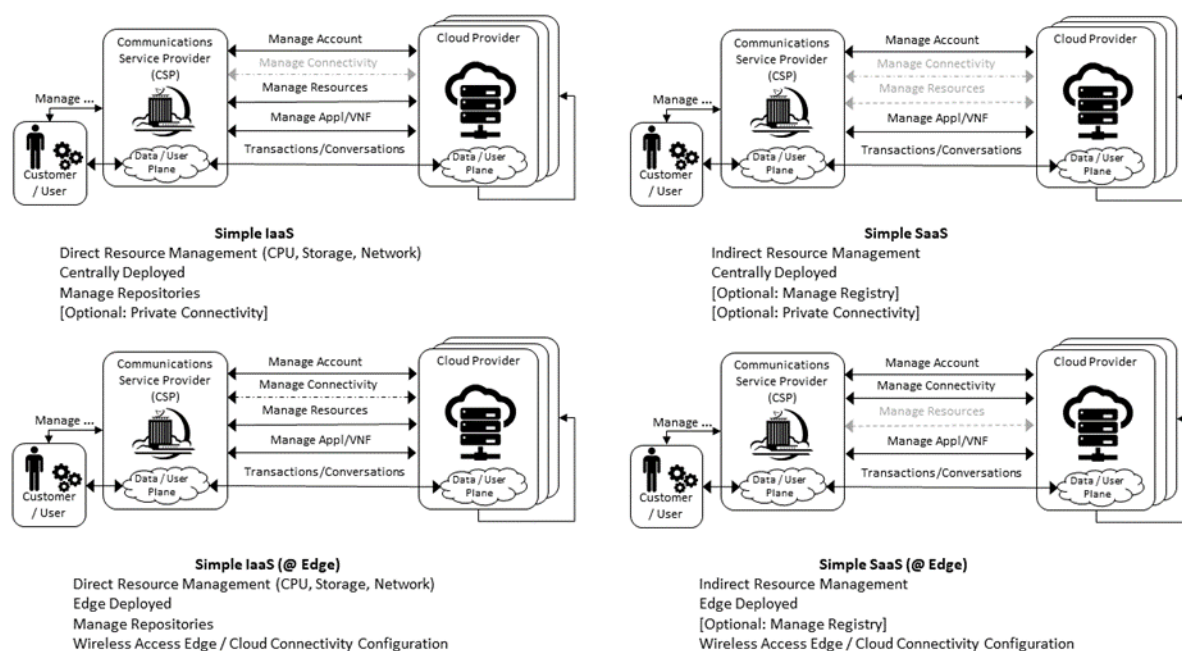 Communications
Service Provider
(CSP)
Manage Account
Manage Connectivity
Manage Resources
Manage Appl/VNF
Transactions/Conversations
Cloud Provider
Manage ...
Customer
/ User
Data / User
Plane
Data / User
Plane
Simple IaaS
Direct Resource Management (CPU, Storage, Network)
Centrally Deployed
Manage Repositories
[Optional: Private Connectivity]
Communications
Service Provider
(CSP)
Manage Account
Manage Connectivity
Manage Resources
Manage Appl/VNF
Transactions/Conversations
Cloud Provider
Manage ...
Customer
/ User
Data / User
Plane
Data / User
Plane
Simple SaaS
Indirect Resource Management
Centrally Deployed
[Optional: Manage Registry]
[Optional: Private Connectivity]
Communications
Service Provider
(CSP)
Manage Account
Manage Connectivity
Manage Resources
Manage Appl/VNF
Transactions/Conversations
Cloud Provider
Manage ...
Customer
/ User
Data / User
Plane
Data / User
Plane
Simple IaaS (@ Edge)
Direct Resource Management (CPU, Storage, Network)
Edge Deployed
Manage Repositories
Wireless Access Edge / Cloud Connectivity Configuration
Communications
Service Provider
(CSP)
Manage Account
Manage Connectivity
Manage Resources
Manage Appl/VNF
Transactions/Conversations
Cloud Provider
Manage ...
Customer
/ User
Data / User
Plane
Data / User
Plane
Simple SaaS (@ Edge)
Indirect Resource Management
Edge Deployed
[Optional: Manage Registry]
Wireless Access Edge / Cloud Connectivity Configuration